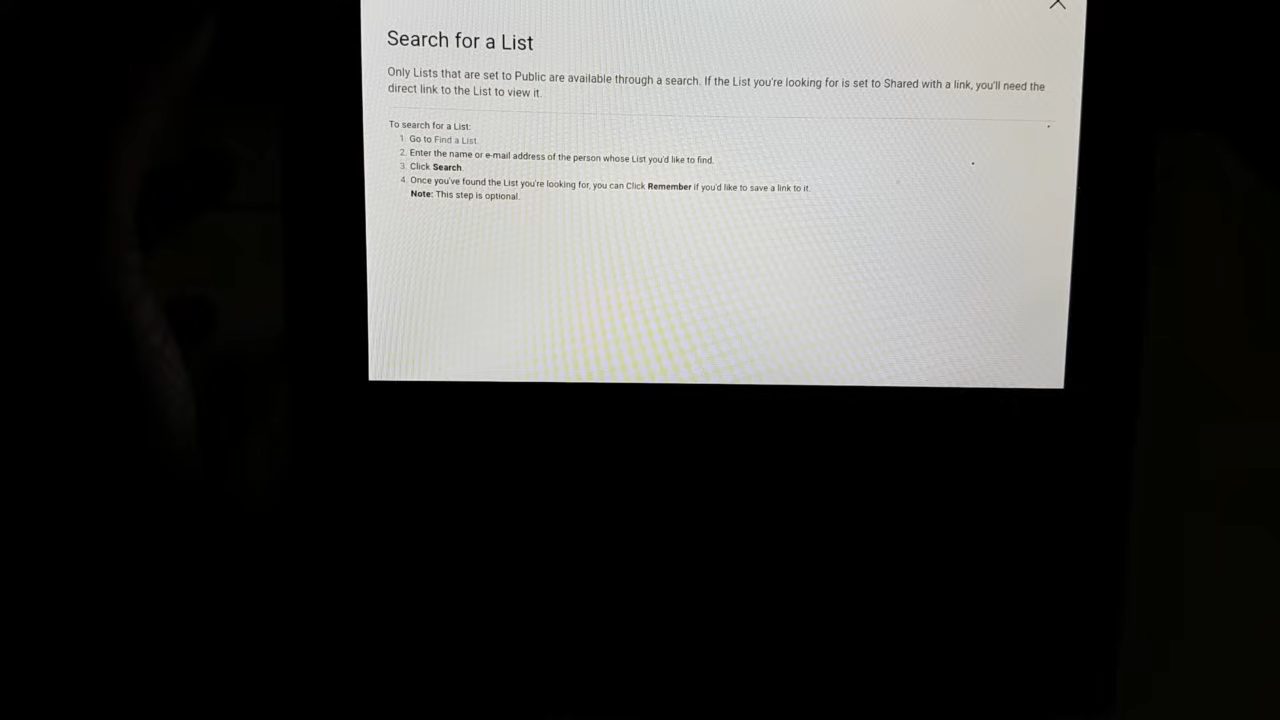 Search for a List
Only Lists that are set to Public are available through a search. If the List you're looking for is set to Shared with a link, you'll need the
direct link to the List to view it.
To search for a List:
1. Go to Find a List.
2. Enter the name or e-mail address of the person whose List you'd like to find.
3. Click Search.
4. Once you've found the List you're looking for, you can Click Remember if you'd like to save a link to it.
Note: This step is optional.